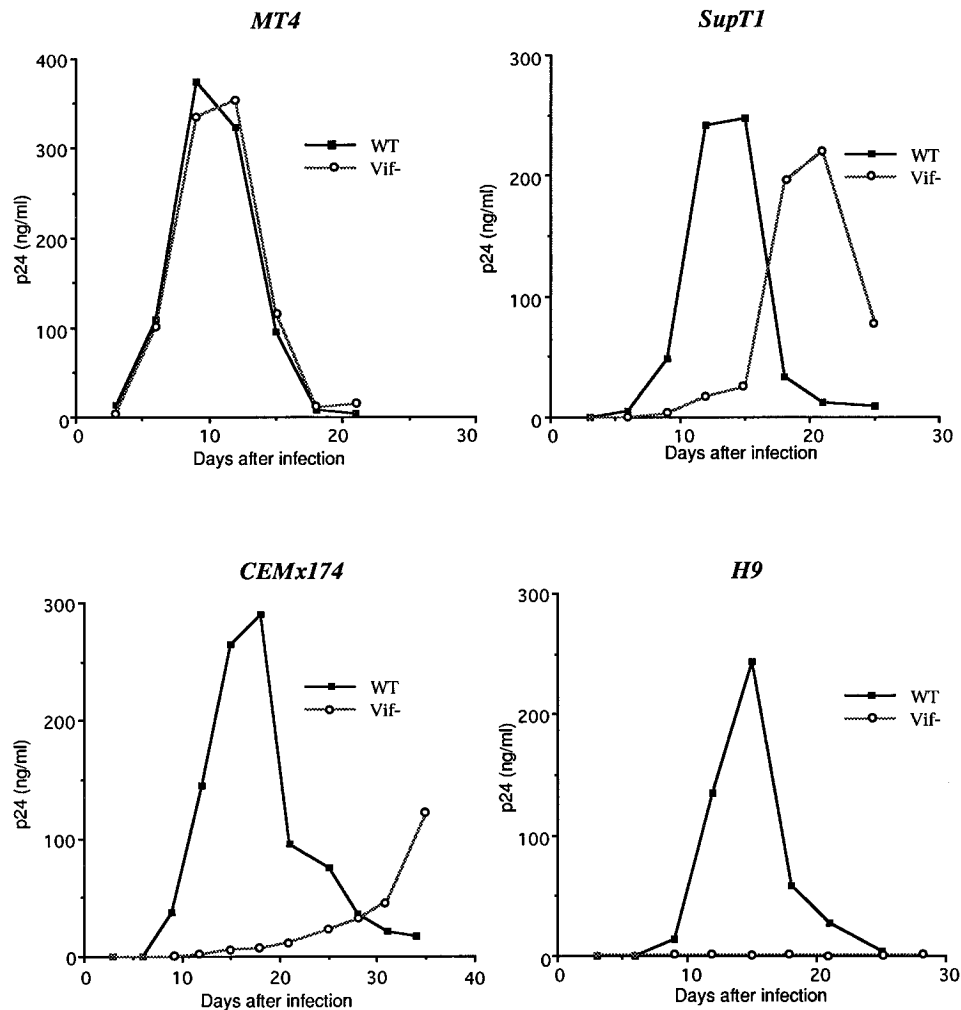 MT4
400
300
200
100
0
p24 (ng/ml)
WT
Vif-
0
10
20
30
Days after infection
SupT1
300
200
100
0
p24 (ng/ml)
WT
Vif-
0
10
20
30
Days after infection
CEMx174
300
200
100
0
p24 (ng/ml)
WT
Vif-
0
10
20
30
40
Days after infection
H9
300
200
100
0
p24 (ng/ml)
WT
Vif-
0
10
20
30
Days after infection